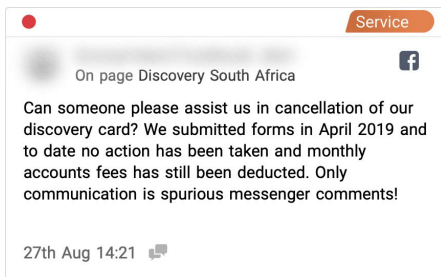 Service
On page Discovery South Africa
Can someone please assist us in cancellation of our
discovery card? We submitted forms in April 2019 and
to date no action has been taken and monthly
accounts fees has still been deducted. Only
communication is spurious messenger comments!
27th Aug 14:21